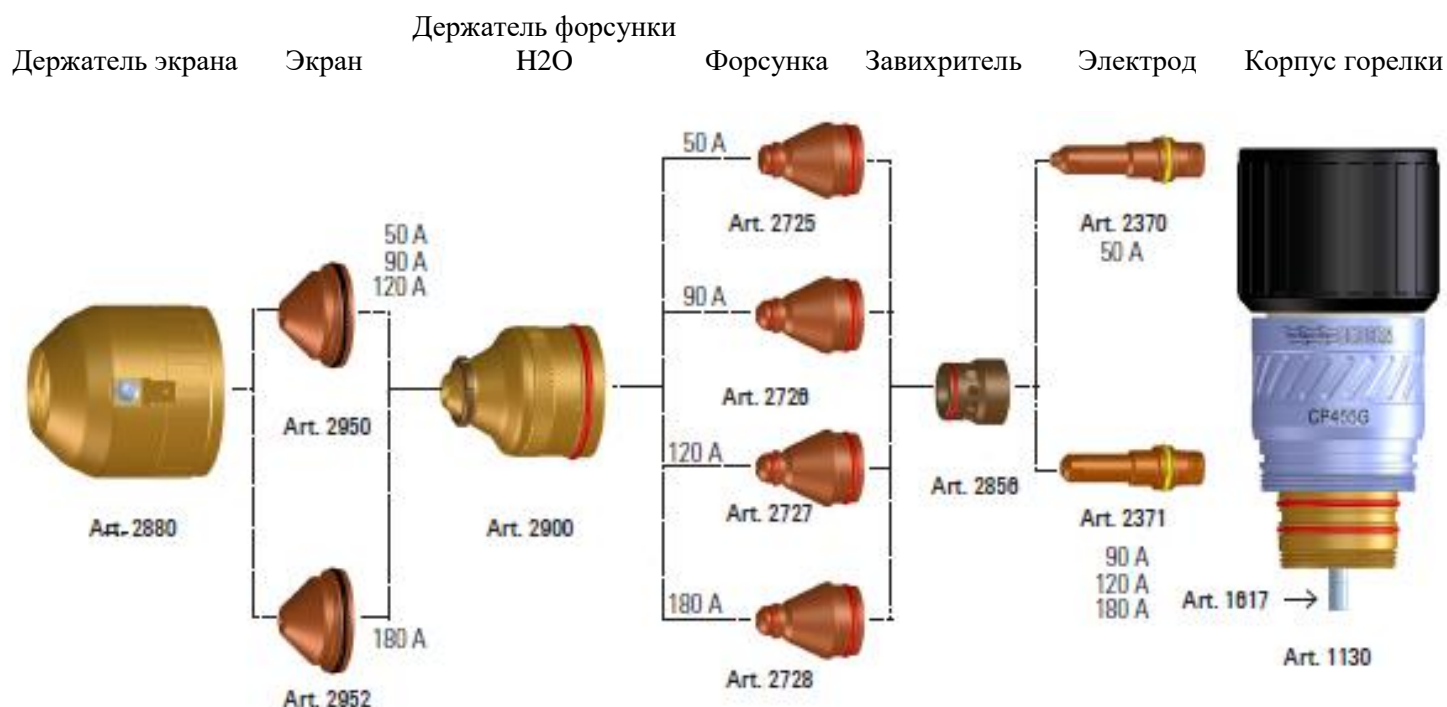 Держатель форсунки
Держатель экрана Экран H2O Форсунка Завихритель Электрод Корпус горелки
50 A
Art. 2725
Art. 2370
50 A
50 A
90 A
120 A
90 A
Art. 2950
Art. 2726
CP455G
120 A
Art. 2880
Art. 2900
Art. 2727
Art. 2856
Art. 2371
90 A
120 A
180 A
Art. 1617
180 A
180 A
Art. 2952
Art. 2728
Art. 1130